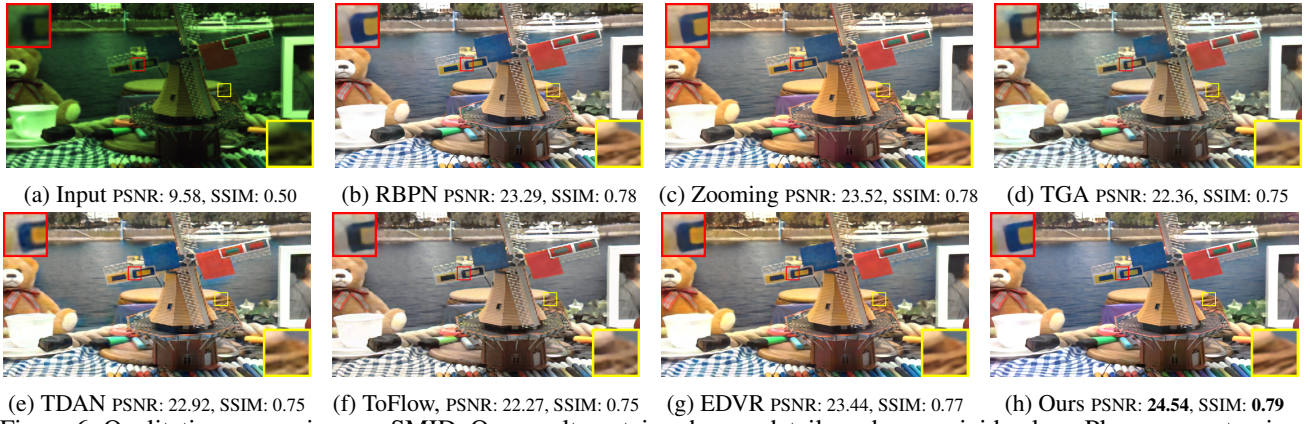 (a) Input PSNR: 9.58, SSIM: 0.50
(b) RBPN PSNR: 23.29, SSIM: 0.78
(c) Zooming PSNR: 23.52, SSIM: 0.78
(d) TGA PSNR: 22.36, SSIM: 0.75
(e) TDAN PSNR: 22.92, SSIM: 0.75
(f) ToFlow, PSNR: 22.27, SSIM: 0.75
(g) EDVR PSNR: 23.44, SSIM: 0.77
(h) Ours PSNR: 24.54, SSIM: 0.79